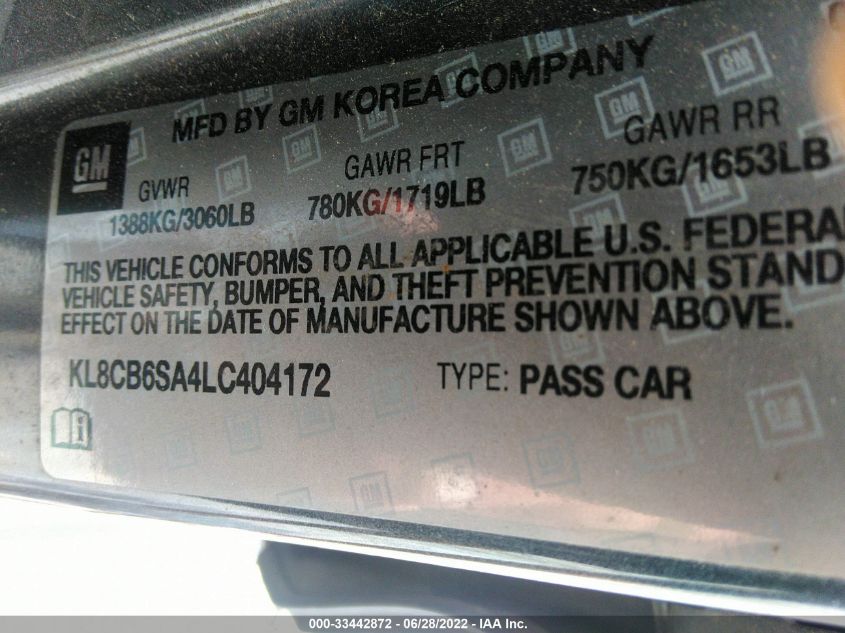 MFD BY GM KOREA COMPANY
GM
GVWR GAWR FRT GAWR RR
1388KG/3060LB 780KG/1719LB 750KG/1653LB
THIS VEHICLE CONFORMS TO ALL APPLICABLE U.S. FEDERA
VEHICLE SAFETY, BUMPER, AND THEFT PREVENTION STAND
EFFECT ON THE DATE OF MANUFACTURE SHOWN ABOVE.
KL8CB6SA4LC404172 TYPE: PASS CAR
000-33442872 / 06/28/2022 - IAA Inc.